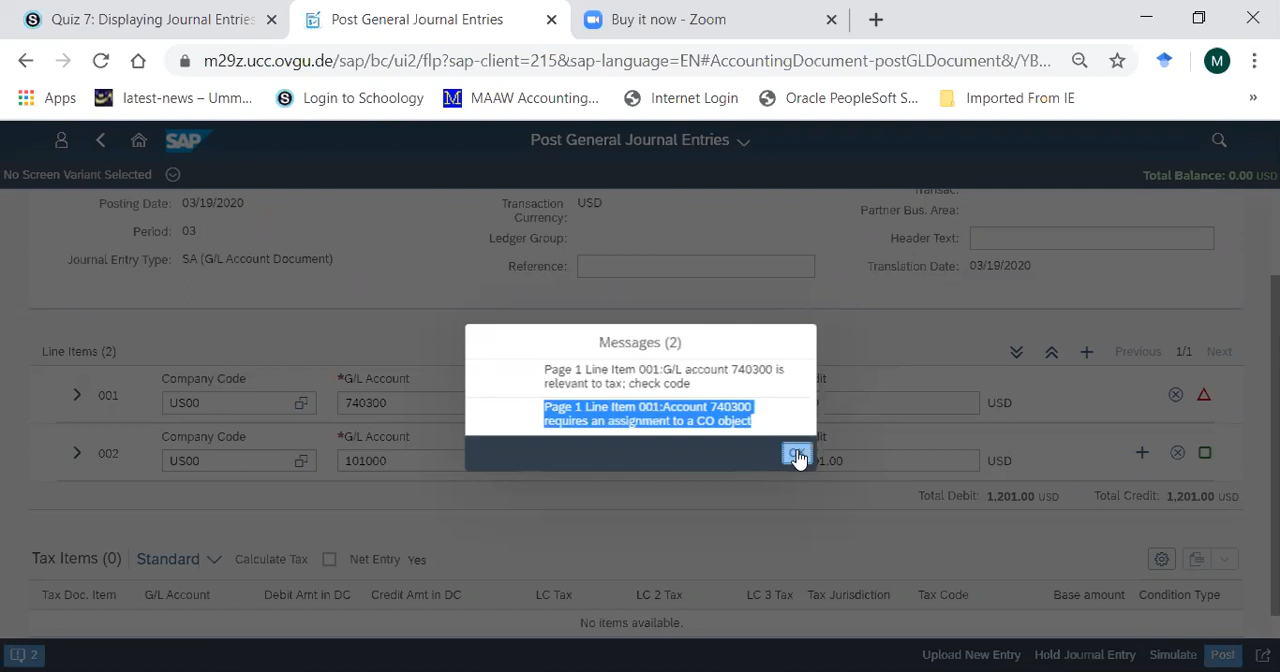 Quiz 7: Displaying Journal Entries
Post General Journal Entries
Buy it now - Zoom
m29z.ucc.ovgu.de/sap/bc/ui2/flp?sap-client=215&sap-language=EN#AccountingDocument-postGLDocument&/YB...
M
Apps
latest-news – Umm...
Login to Schoology
MAAW Accounting...
Internet Login
Oracle PeopleSoft S...
Imported From IE
»
SAP
Post General Journal Entries
No Screen Variant Selected
Total Balance: 0.00 USD
Posting Date: 03/19/2020
Transaction Currency: USD
Transac.
Partner Bus. Area:
Period: 03
Ledger Group:
Header Text:
Journal Entry Type: SA (G/L Account Document)
Reference:
Translation Date: 03/19/2020
Messages (2)
Page 1 Line Item 001:G/L account 740300 is
relevant to tax; check code
Page 1 Line Item 001:Account 740300
requires an assignment to a CO object
Line Items (2)
Previous 1/1 Next
Company Code
*G/L Account
001
US00
740300
USD
Company Code
*G/L Account
002
US00
101000
01.00
USD
Total Debit: 1,201.00 USD
Total Credit: 1,201.00 USD
Tax Items (0)
Standard
Calculate Tax
Net Entry Yes
Tax Doc. Item
G/L Account
Debit Amt in DC
Credit Amt in DC
LC Tax
LC 2 Tax
LC 3 Tax
Tax Jurisdiction
Tax Code
Base amount
Condition Type
No items available.
2
Upload New Entry
Hold Journal Entry
Simulate
Post